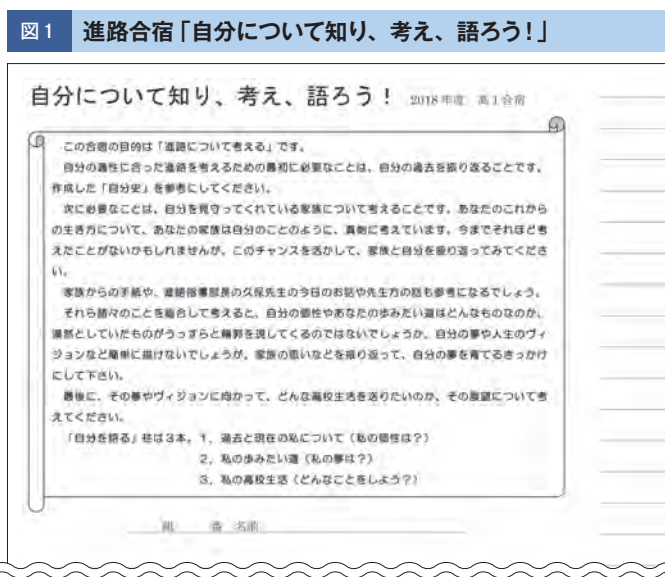 図1 進路合宿「自分について知り、考え、語ろう！」
自分について知り、考え、語ろう！ 2018年度 高1合宿
この合宿の目的は「進路について考える」です。
自分の適性に合った進路を考えるための最初に必要なことは、自分の過去を振り返ることです。
作成した「自分史」を参考にしてください。
次に必要なことは、自分を見守ってくれている家族について考えることです。あなたのこれから
の生き方について、あなたの家族は自分のことのように、真剣に考えています。今までそれほど考
えたことがないかもしれませんが、このチャンスを活かして、家族と自分を振り返ってみてくださ
い。
家族からの手紙や、進路指導部長の久保先生の今日のお話や先生方の話も参考になるでしょう。
それら諸々のことを総合して考えると、自分の個性やあなたの歩みたい道はどんなものなのか、
漠然としていたものがうっすらと輪郭を現してくるのではないでしょうか。自分の夢や人生のヴィ
ジョンなど簡単に描けないでしょうが、家族の思いなどを振り返って、自分の夢を育てるきっかけ
にして下さい。
最後に、その夢やヴィジョンに向かって、どんな高校生活を送りたいのか、その展望について考
えてください。
「自分を語る」柱は3本。1、過去と現在の私について（私の個性は？）
2、私の歩みたい道（私の夢は？）
3、私の高校生活（どんなことをしよう？）
組 番 名前